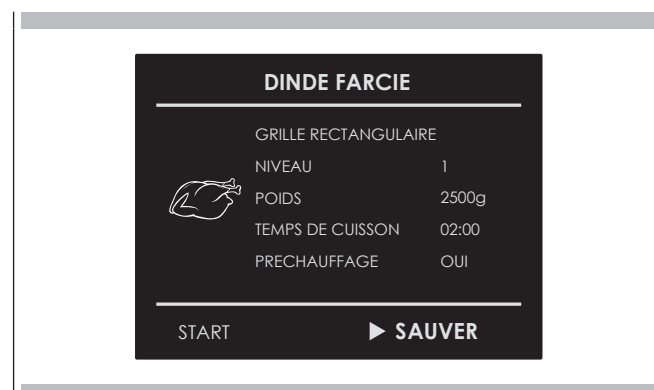 DINDE FARCIE
GRILLE RECTANGULAIRE
NIVEAU 1
POIDS 2500g
TEMPS DE CUISSON 02:00
PRECHAUFFAGE OUI
START ▶ SAUVER